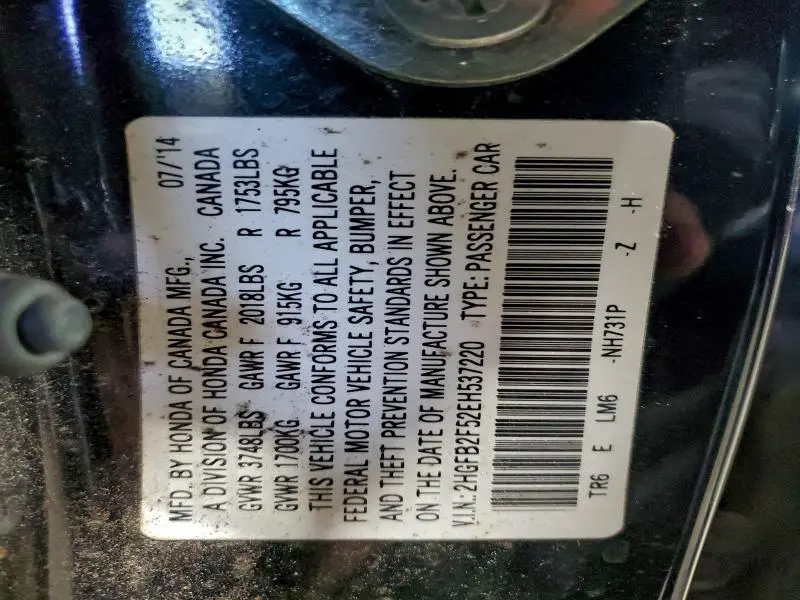 MFD. BY HONDA OF CANADA MFG., 07/'14
A DIVISION OF HONDA CANADA INC. CANADA
GVWR 3748LBS GAWR F 2018LBS R 1753LBS
GVWR 1700KG GAWR F 915KG R 795KG
THIS VEHICLE CONFORMS TO ALL APPLICABLE
FEDERAL MOTOR VEHICLE SAFETY, BUMPER,
AND THEFT PREVENTION STANDARDS IN EFFECT
ON THE DATE OF MANUFACTURE SHOWN ABOVE.
V.I.N.: 2HGFB2F52EH537220 TYPE: PASSENGER CAR
TR6 E LM6 -NH731P -Z -H